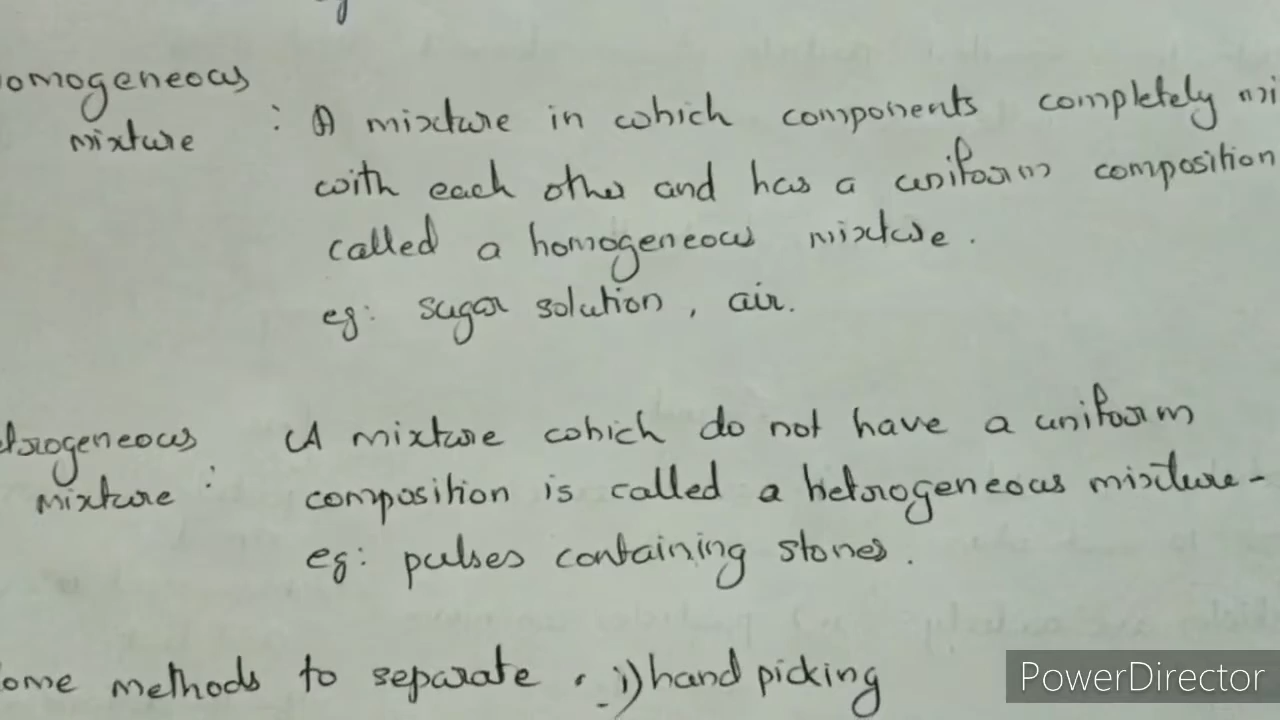 omogeneous
mixture : A mixture in which components completely mi
with each other and has a uniform composition
called a homogeneous mixture.
eg: sugar solution, air.
trogeneous A mixture which do not have a uniform
mixture : composition is called a hetrogeneous mixture-
eg: pulses containing stones.
ome methods to separate : i) hand picking
PowerDirector